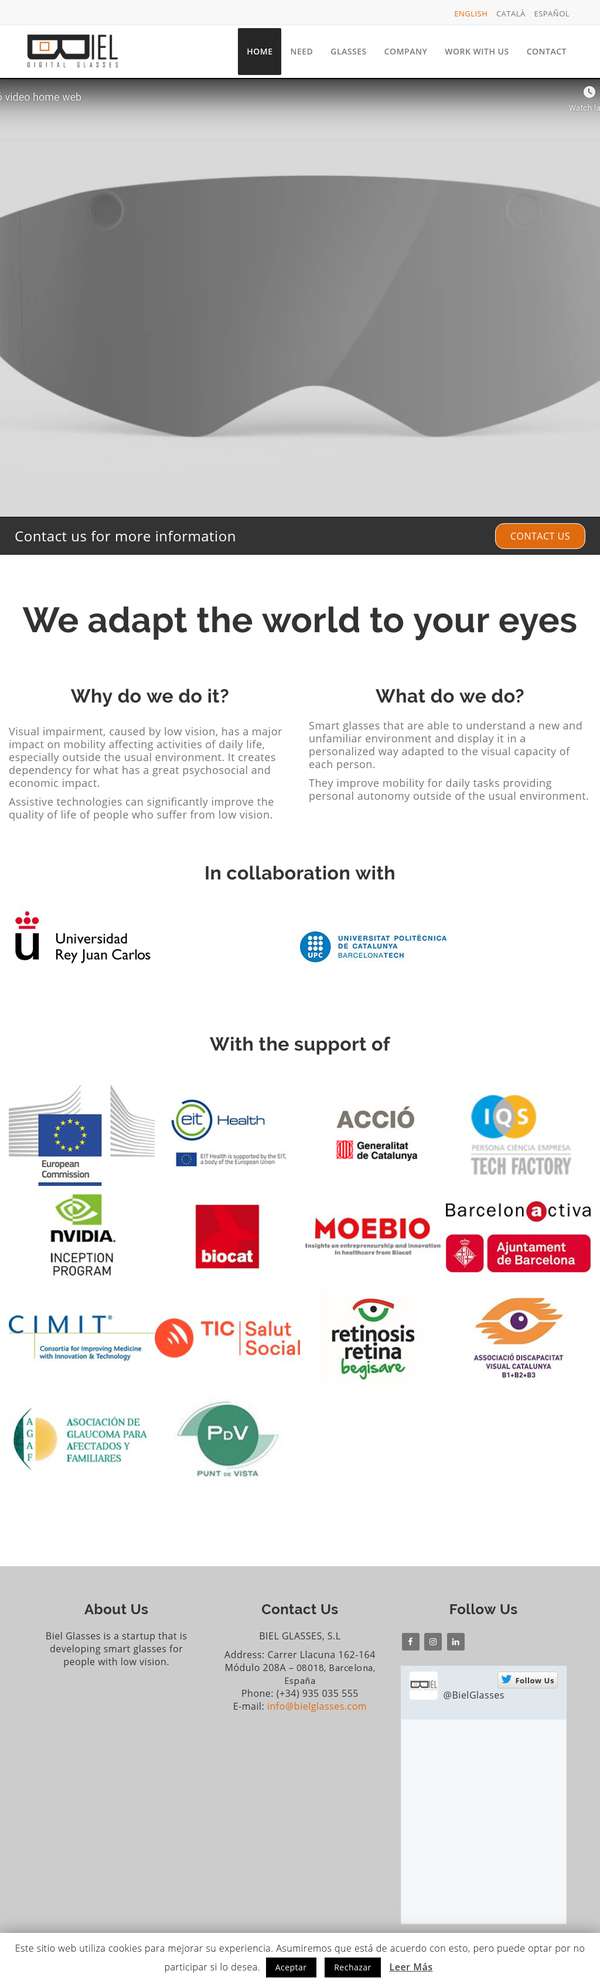 ENGLISH CATALÀ ESPAÑOL
BIEL
DIGITAL GLASSES
HOME NEED GLASSES COMPANY WORK WITH US CONTACT
video home web
Watch la
Contact us for more information
CONTACT US
We adapt the world to your eyes
Why do we do it?
Visual impairment, caused by low vision, has a major
impact on mobility affecting activities of daily life,
especially outside the usual environment. It creates
dependency for what has a great psychosocial and
economic impact.
Assistive technologies can significantly improve the
quality of life of people who suffer from low vision.
What do we do?
Smart glasses that are able to understand a new and
unfamiliar environment and display it in a
personalized way adapted to the visual capacity of
each person.
They improve mobility for daily tasks providing
personal autonomy outside of the usual environment.
In collaboration with
u
Universidad
Rey Juan Carlos
UPC
UNIVERSITAT POLITÈCNICA
DE CATALUNYA
BARCELONATECH
With the support of
European
Commission
eit Health
EIT Health is supported by the EIT,
a body of the European Union
ACCIÓ
Generalitat
de Catalunya
IQS
PERSONA CIÈNCIA EMPRESA
TECH FACTORY
NVIDIA.
INCEPTION
PROGRAM
biocat
MOEBIO
Insights on entrepreneurship and innovation
in healthcare from Biocat
Barcelonactiva
Ajuntament
de Barcelona
CIMIT®
Consortia for Improving Medicine
with Innovation & Technology
TIC Salut
Social
retinosis
retina
begisare
ASSOCIACIÓ DISCAPACITAT
VISUAL CATALUNYA
B1+B2+B3
AGAF
ASOCIACIÓN DE
GLAUCOMA PARA
AFECTADOS Y
FAMILIARES
PDV
PUNT DE VISTA
About Us
Biel Glasses is a startup that is
developing smart glasses for
people with low vision.
Contact Us
BIEL GLASSES, S.L
Address: Carrer Llacuna 162-164
Módulo 208A – 08018, Barcelona,
España
Phone: (+34) 935 035 555
E-mail: info@bielglasses.com
Follow Us
BIEL
Follow Us
@BielGlasses
Este sitio web utiliza cookies para mejorar su experiencia. Asumiremos que está de acuerdo con esto, pero puede optar por no
participar si lo desea. Aceptar Rechazar Leer Más